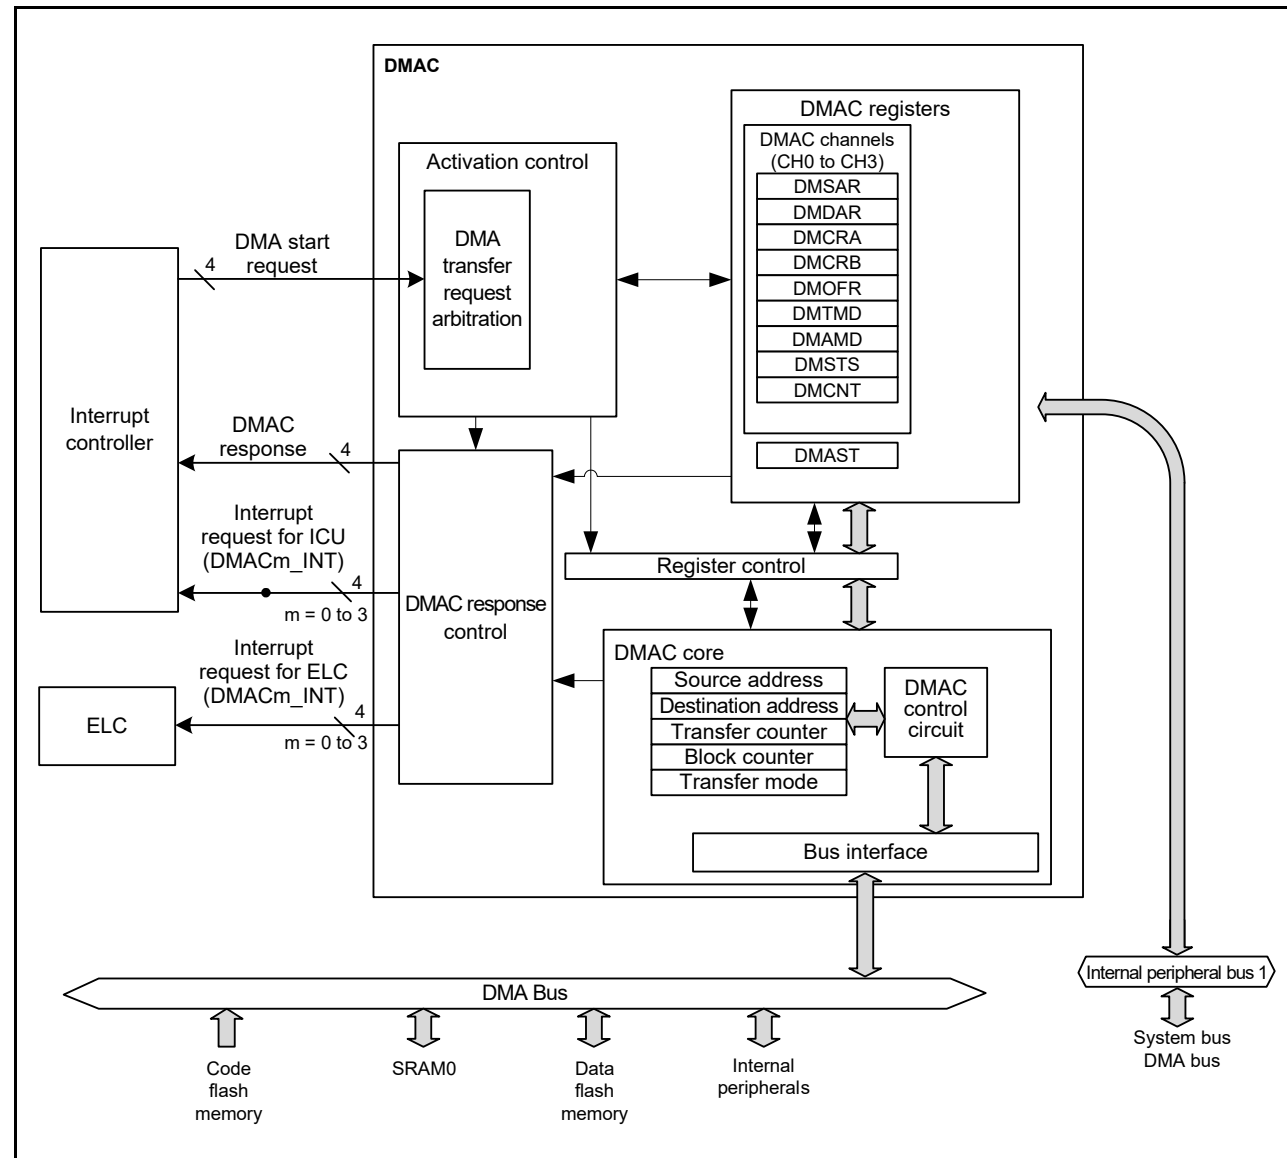 DMAC
DMAC registers
DMAC channels
(CH0 to CH3)
DMSAR
DMDAR
DMCRA
DMCRB
DMOFR
DMTMD
DMAMD
DMSTS
DMCNT
DMAST
Activation control
DMA
transfer
request
arbitration
DMA start
request
4
Interrupt
controller
DMAC
response
4
Interrupt
request for ICU
(DMACm_INT)
4
m = 0 to 3
DMAC response
control
Interrupt
request for ELC
(DMACm_INT)
4
m = 0 to 3
ELC
Register control
DMAC core
Source address
Destination address
Transfer counter
Block counter
Transfer mode
DMAC
control
circuit
Bus interface
DMA Bus
Internal peripheral bus 1
System bus
DMA bus
Code
flash
memory
SRAM0
Data
flash
memory
Internal
peripherals